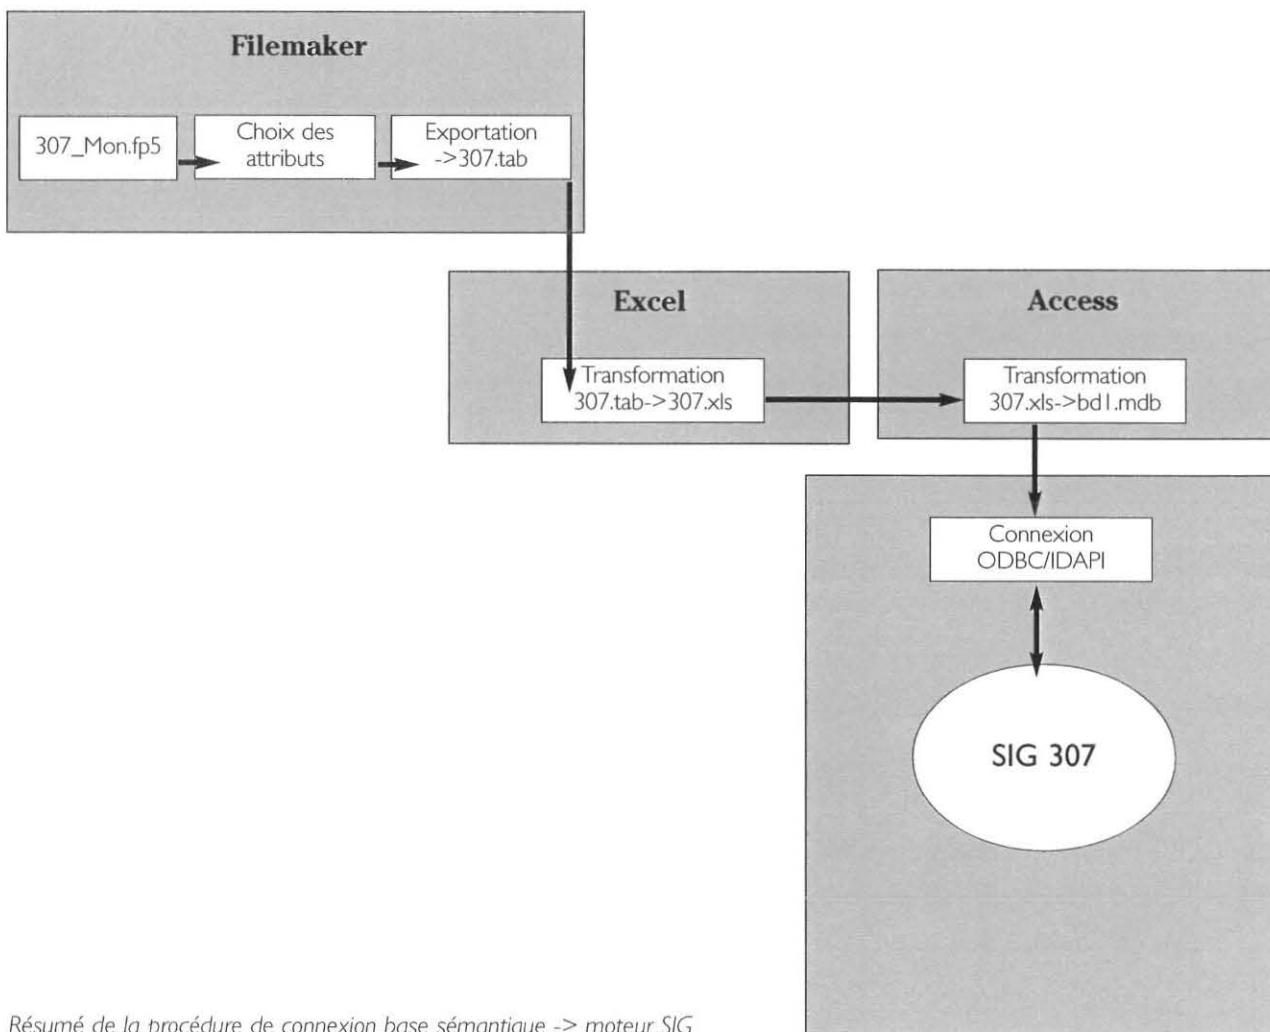 Filemaker
307_Mon.fp5
Choix des
attributs
Exportation
->307.tab
Excel
Transformation
307.tab->307.xls
Access
Transformation
307.xls->bd1.mdb
Connexion
ODBC/IDAPI
SIG 307
Résumé de la procédure de connexion base sémantique -> moteur SIG